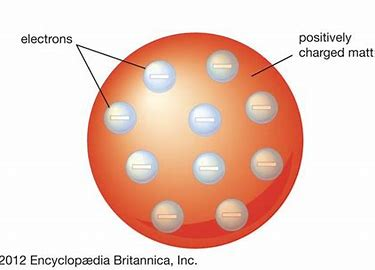 electrons
positively
charged matt
2012 Encyclopædia Britannica, Inc.